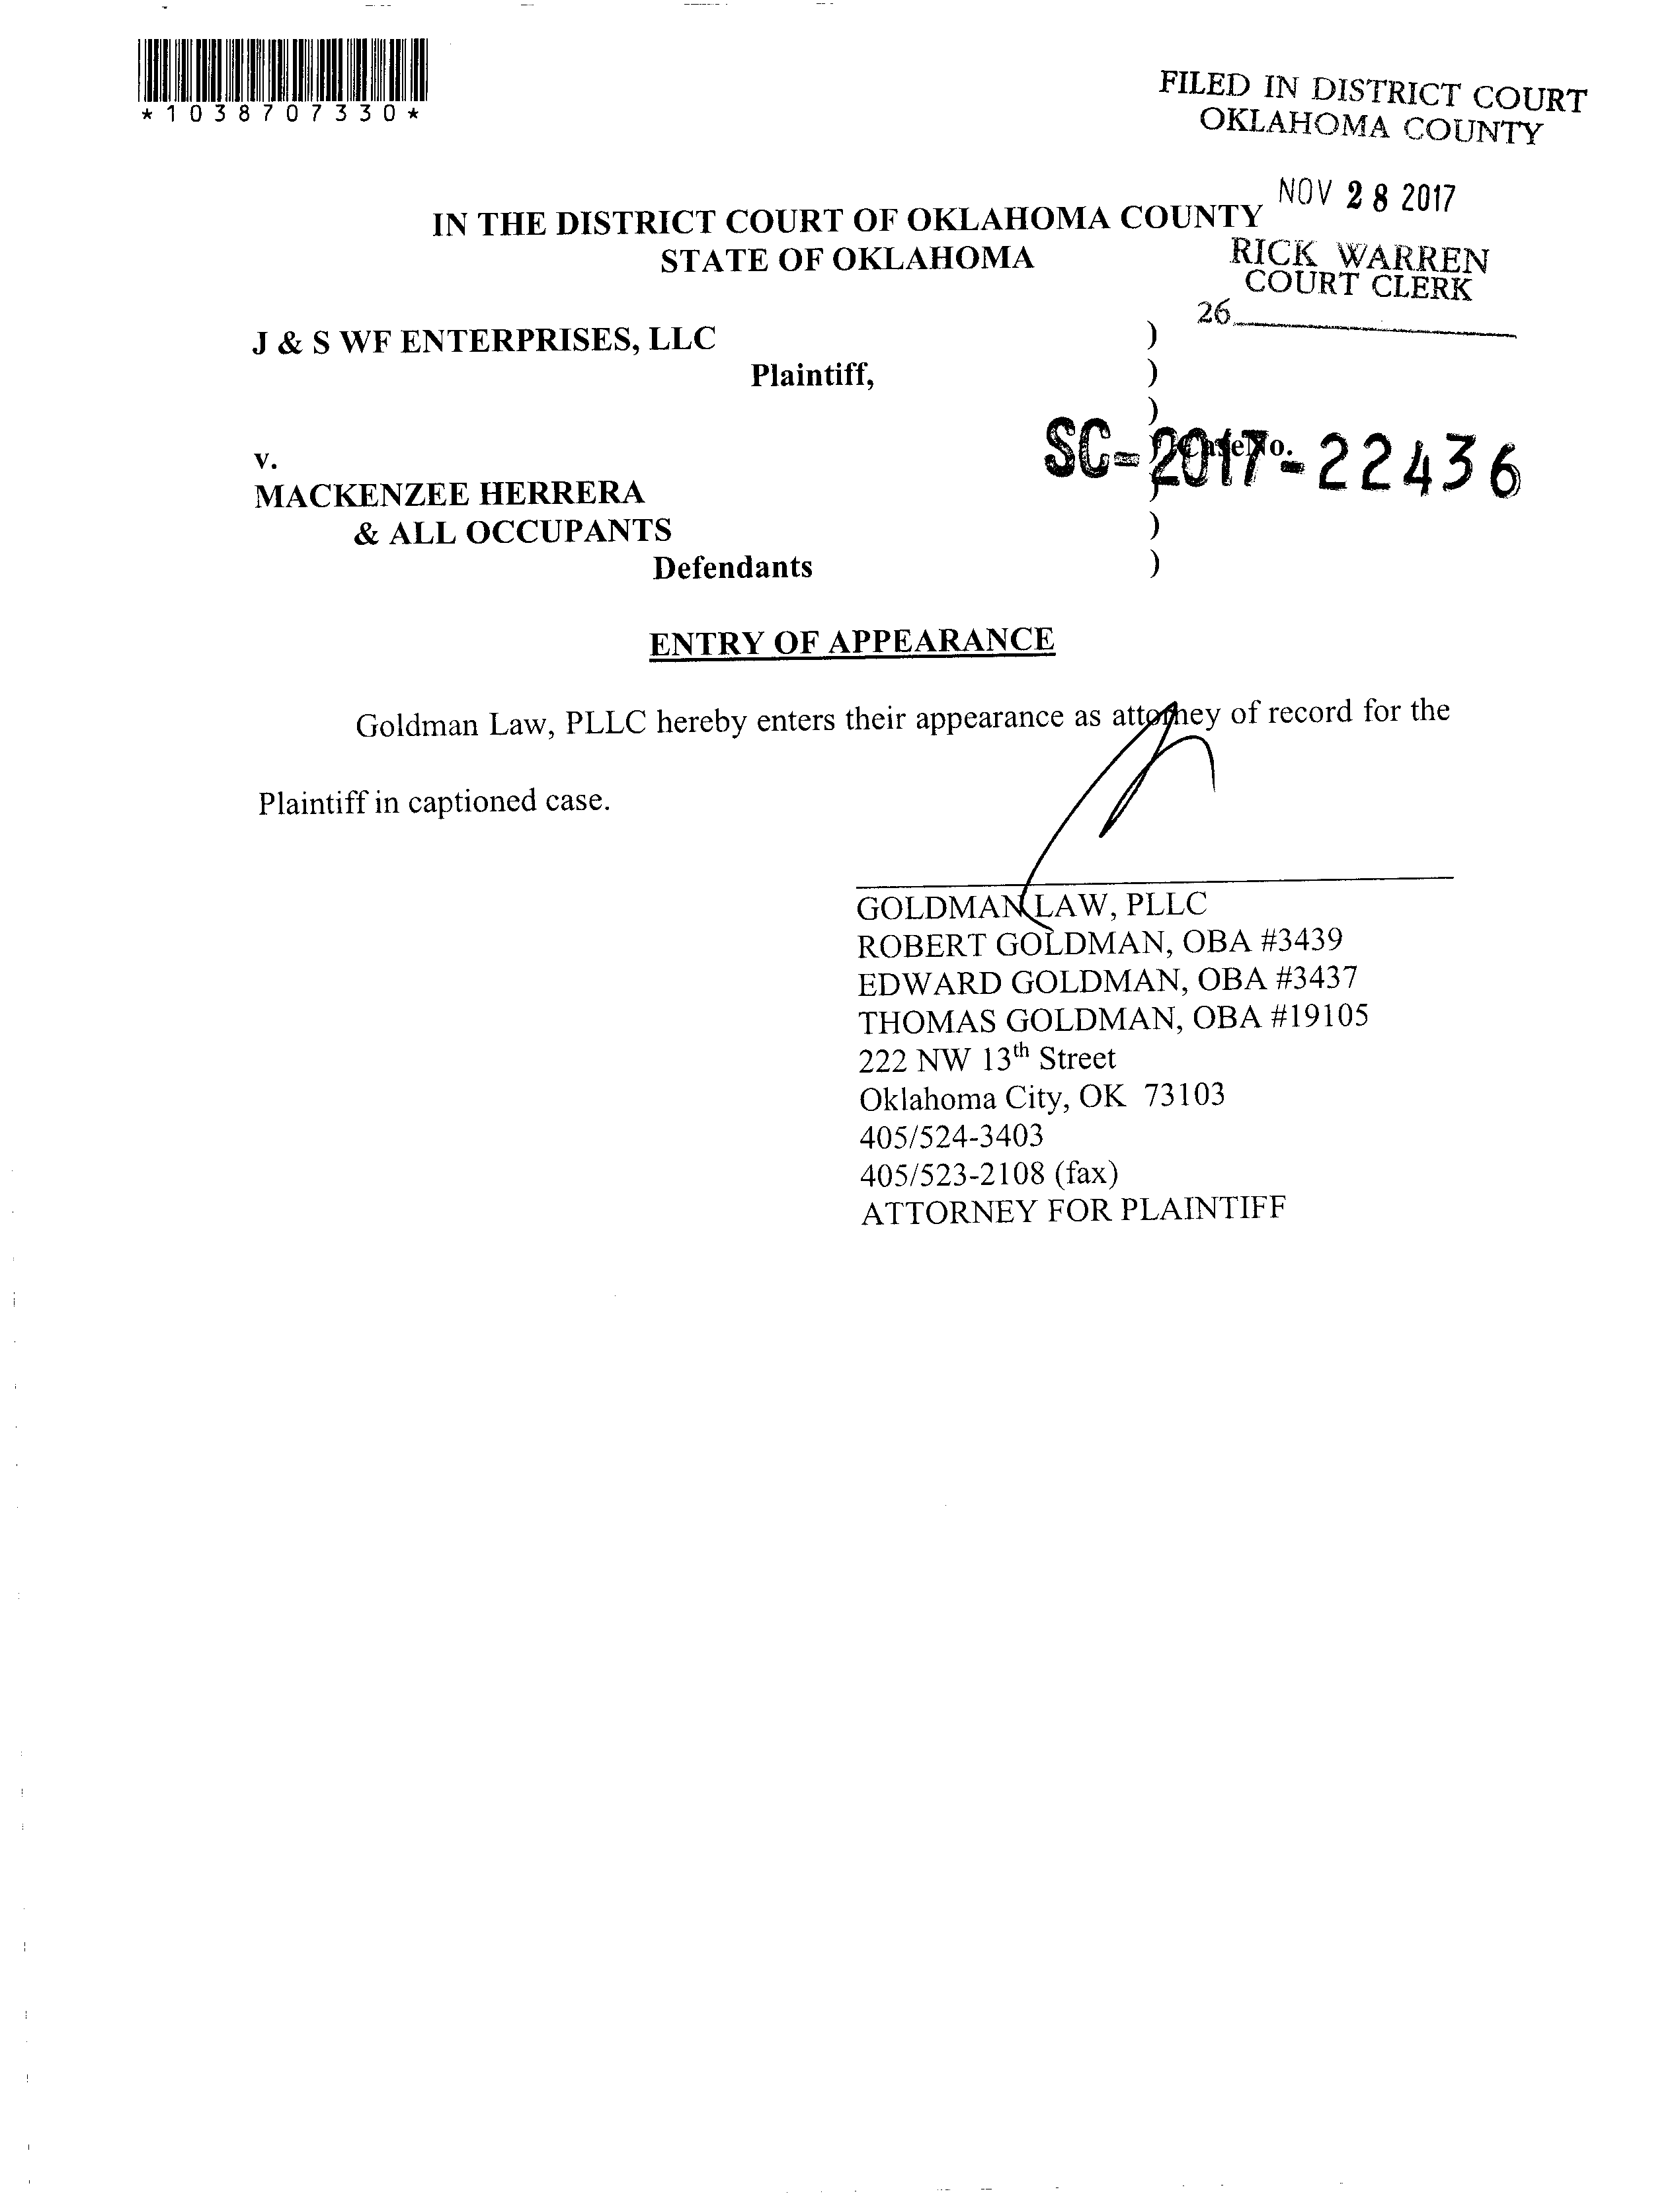 *1038707330*
FILED IN DISTRICT COURT
OKLAHOMA COUNTY
NOV 28 2017
IN THE DISTRICT COURT OF OKLAHOMA COUNTY
STATE OF OKLAHOMA
RICK WARREN
COURT CLERK
26
J & S WF ENTERPRISES, LLC )
Plaintiff, )
)
v. ) Case No.
SC-2017-22436
MACKENZEE HERRERA )
& ALL OCCUPANTS )
Defendants )
ENTRY OF APPEARANCE
Goldman Law, PLLC hereby enters their appearance as attorney of record for the
Plaintiff in captioned case.
GOLDMAN LAW, PLLC
ROBERT GOLDMAN, OBA #3439
EDWARD GOLDMAN, OBA #3437
THOMAS GOLDMAN, OBA #19105
222 NW 13th Street
Oklahoma City, OK 73103
405/524-3403
405/523-2108 (fax)
ATTORNEY FOR PLAINTIFF